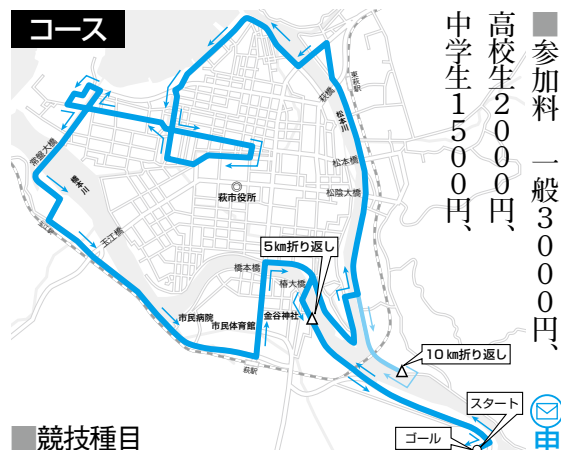 コース
■参加料　一般3000円、
高校生2000円、
中学生1500円、
東萩駅
萩橋
松本川
松本橋
松陰大橋
常盤大橋
橋本川
萩市役所
玉江橋
5㎞折り返し
橋本橋
椿大橋
市民病院
市民体育館
金谷神社
萩駅
10㎞折り返し
スタート
ゴール
■競技種目
申